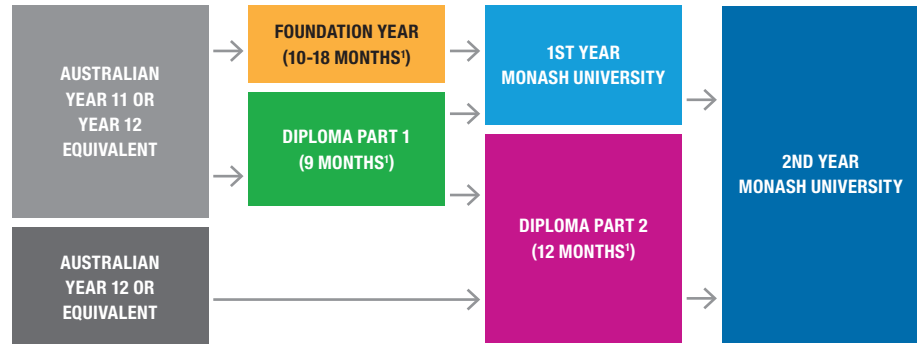 AUSTRALIAN
YEAR 11 OR
YEAR 12
EQUIVALENT
FOUNDATION YEAR
(10-18 MONTHS¹)
DIPLOMA PART 1
(9 MONTHS¹)
1ST YEAR
MONASH UNIVERSITY
2ND YEAR
MONASH UNIVERSITY
DIPLOMA PART 2
(12 MONTHS¹)
AUSTRALIAN
YEAR 12 OR
EQUIVALENT